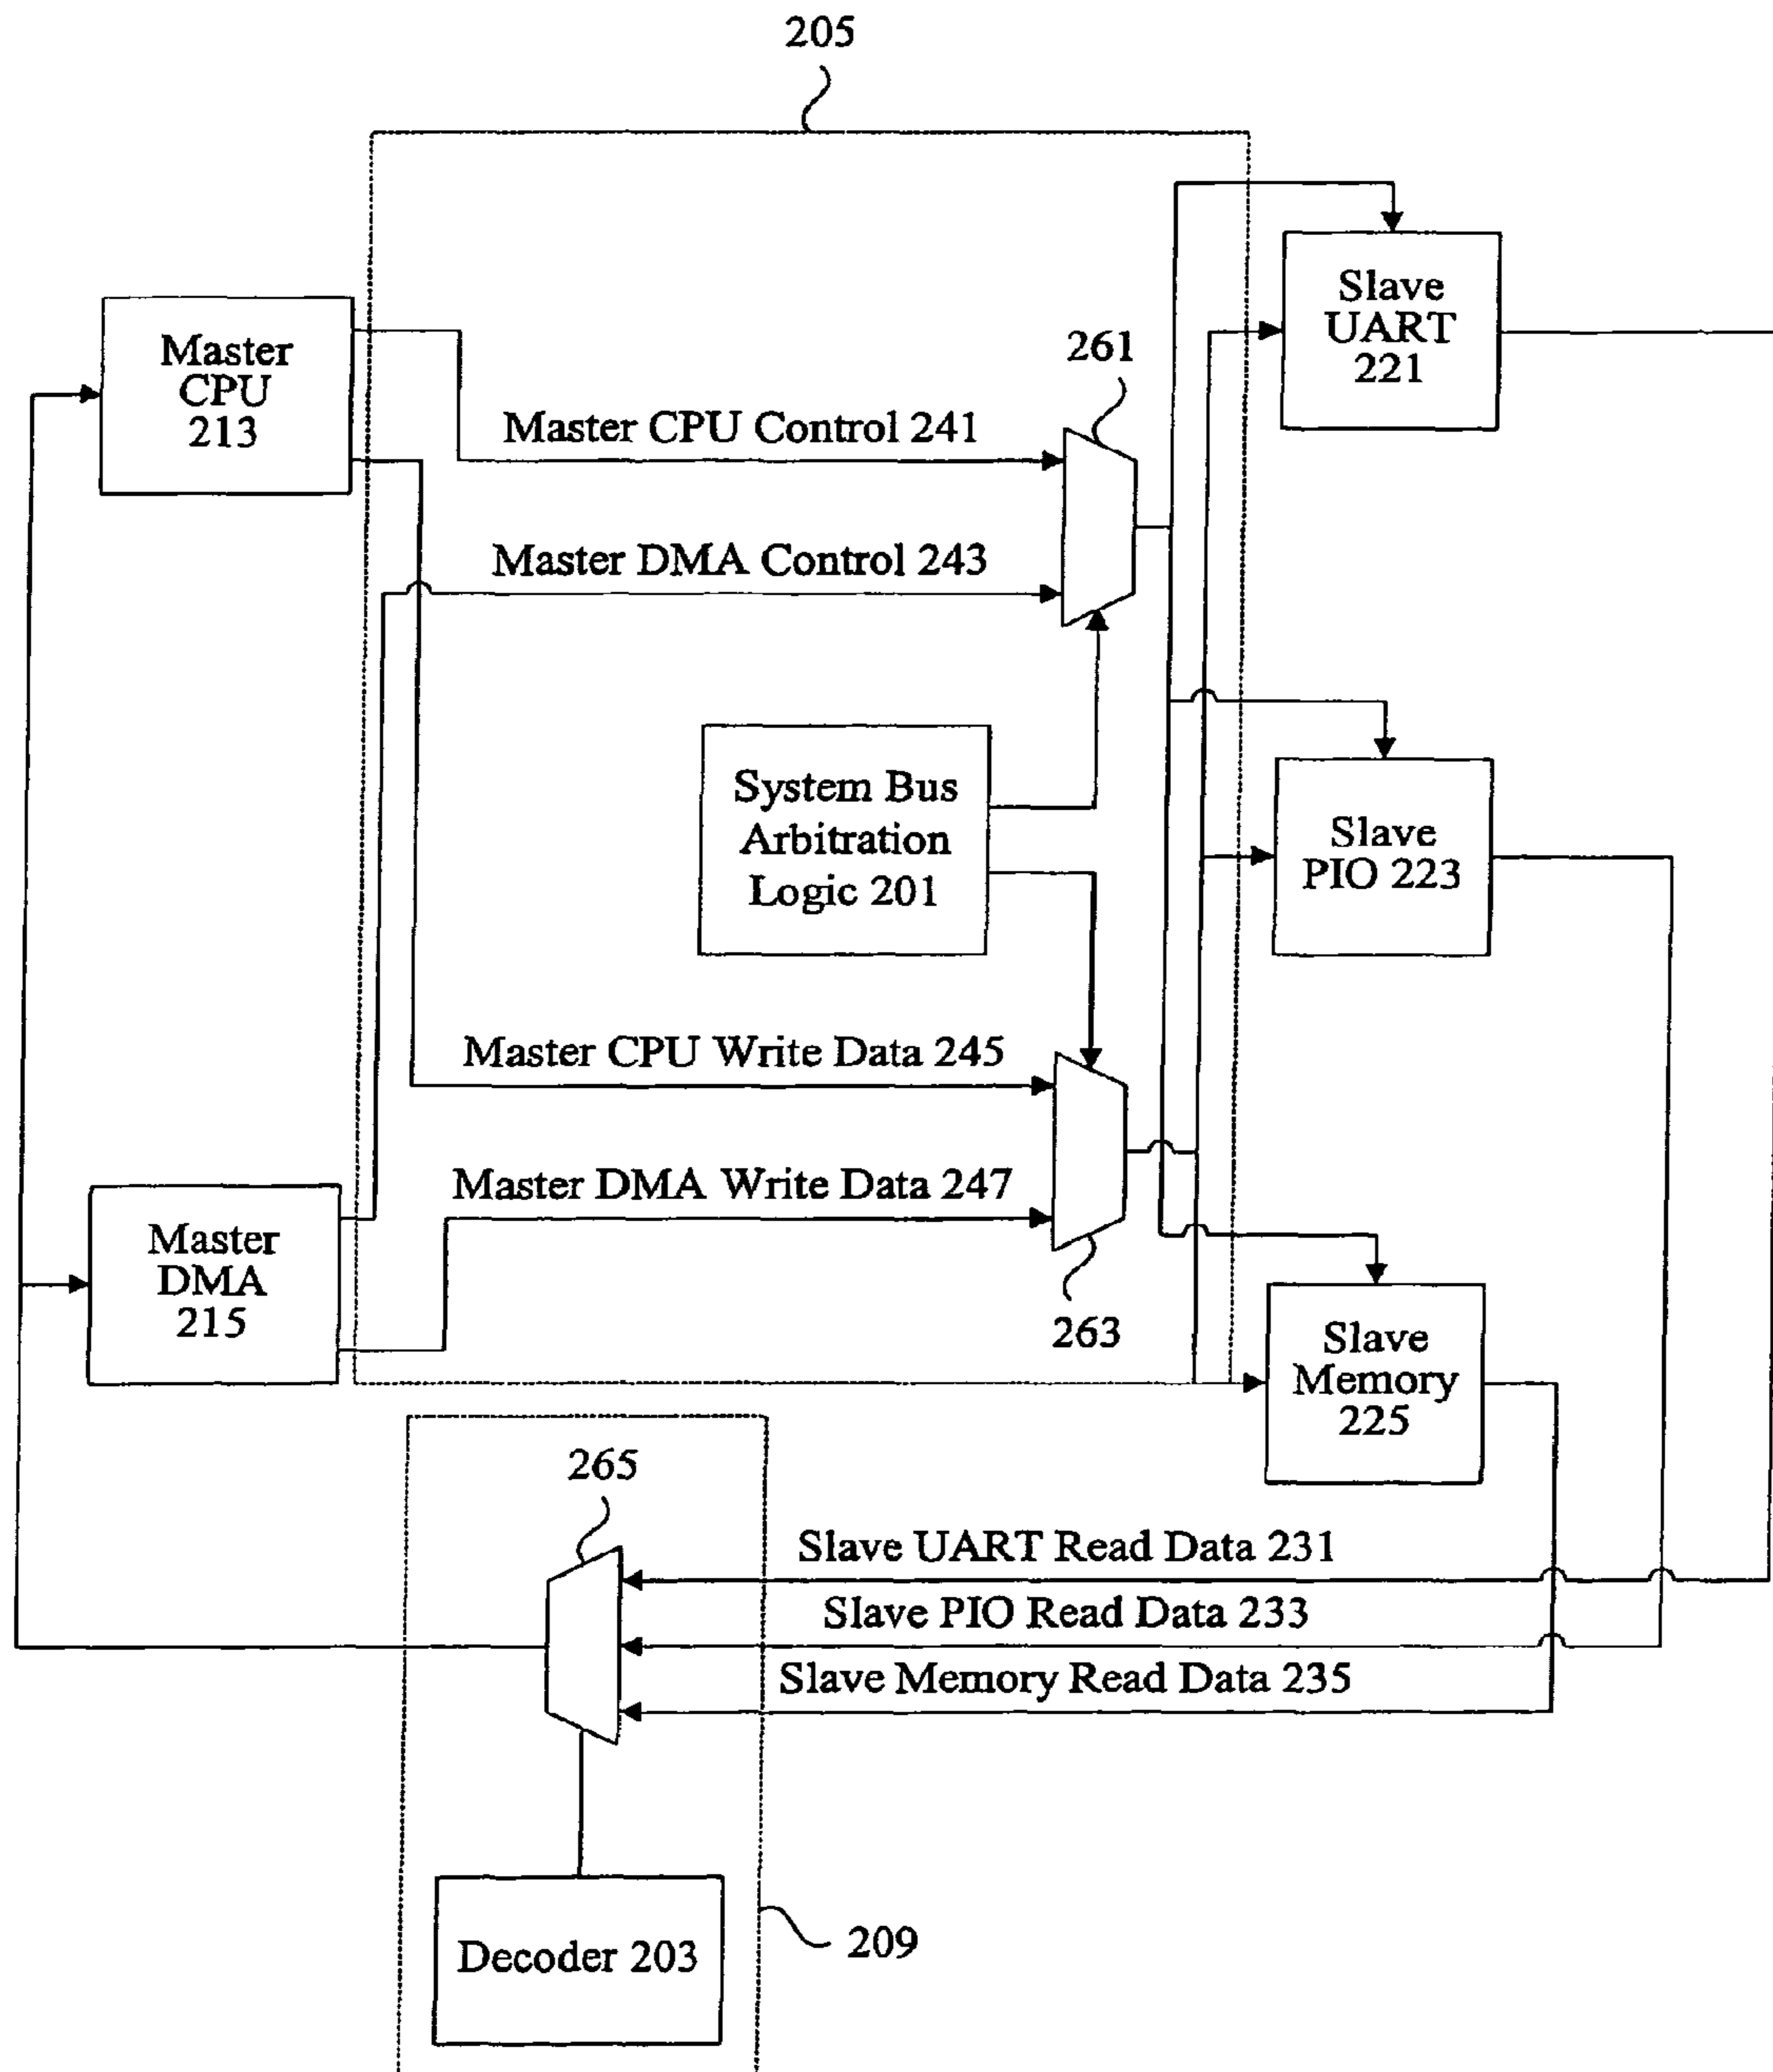 205
Slave
UART
221
Master
CPU
213
261
Master CPU Control 241
Master DMA Control 243
System Bus
Arbitration
Logic 201
Slave
PIO 223
Master CPU Write Data 245
Master DMA Write Data 247
Master
DMA
215
263
Slave
Memory
225
265
Slave UART Read Data 231
Slave PIO Read Data 233
Slave Memory Read Data 235
Decoder 203
209